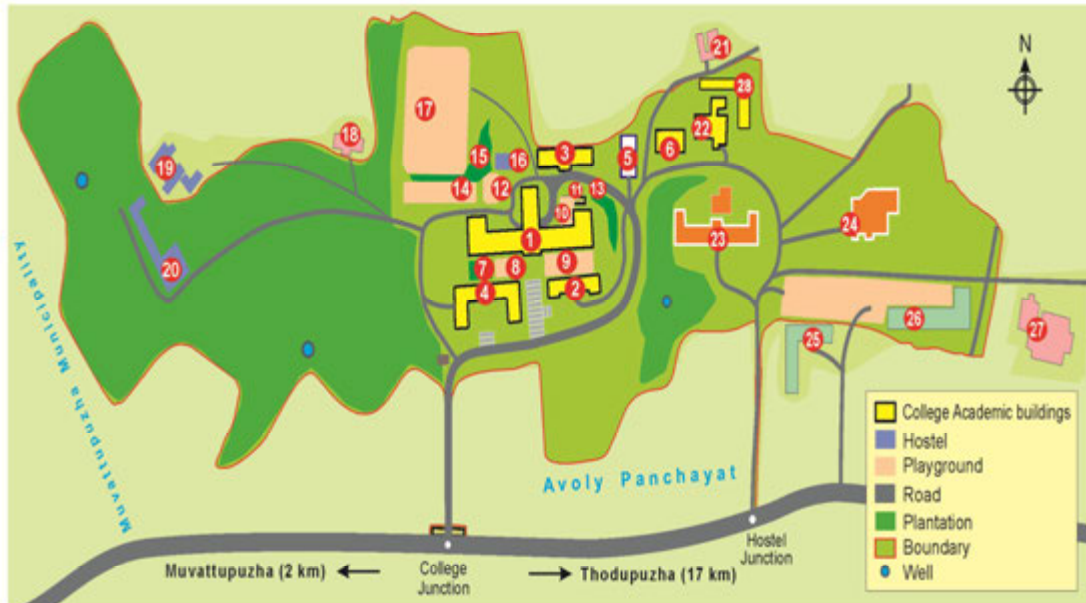 N
21
28
17
18
22
3
5
6
15
16
19
14
12
11
13
10
24
1
23
20
7
8
9
4
2
26
27
25
Muvattupuzha Municipality
Avoly Panchayat
College Academic buildings
Hostel
Playground
Road
Plantation
Boundary
Well
Hostel
Junction
Muvattupuzha (2 km)
College
Junction
Thodupuzha (17 km)